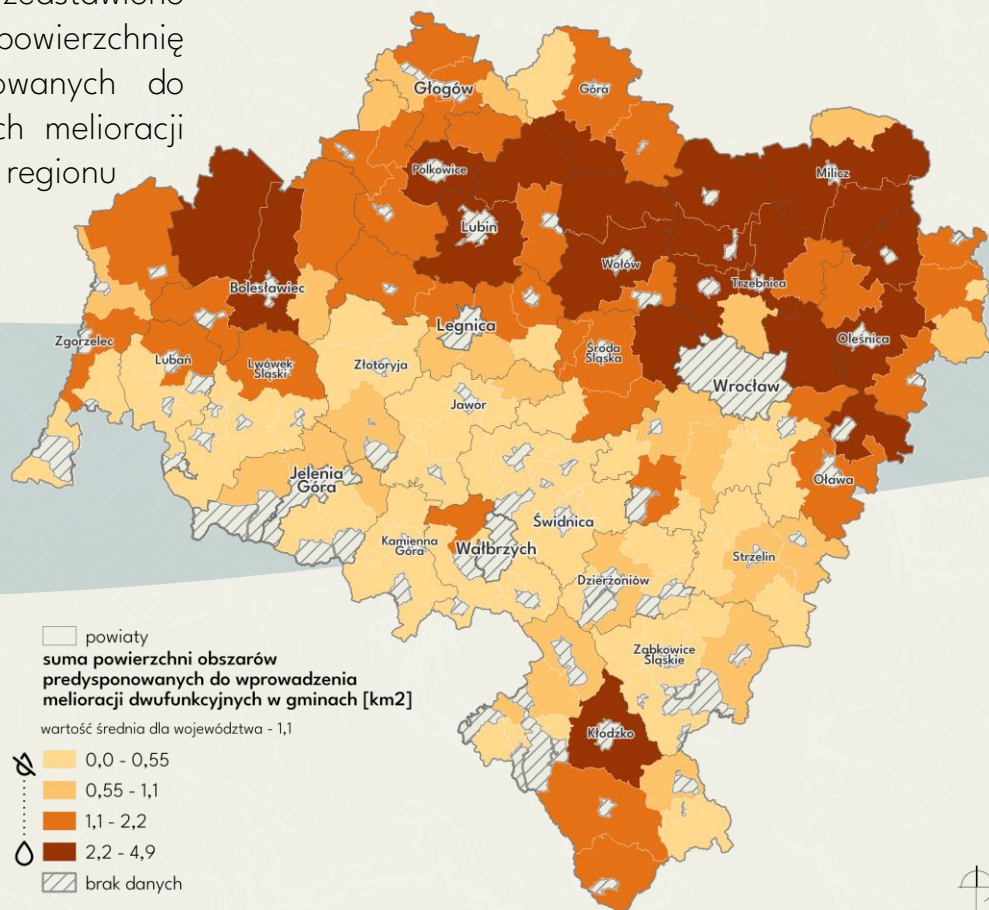 powierzchnię
do
melioracji
regionu
Głogów
Góra
Polkowice
Milicz
Lubin
Wołów
Bolesławiec
Trzebnica
Legnica
Oleśnica
Zgorzelec
Środa
Śląska
Lubań
Lwówek
Śląski
Złotoryja
Wrocław
Jawor
Jelenia
Góra
Oława
Świdnica
Kamienna
Góra
Wałbrzych
Strzelin
Dzierżoniów
Ząbkowice
Śląskie
Kłodzko
powiaty
suma powierzchni obszarów
predysponowanych do wprowadzenia
melioracji dwufunkcyjnych w gminach [km2]
wartość średnia dla województwa - 1,1
0,0 - 0,55
0,55 - 1,1
1,1 - 2,2
2,2 - 4,9
brak danych